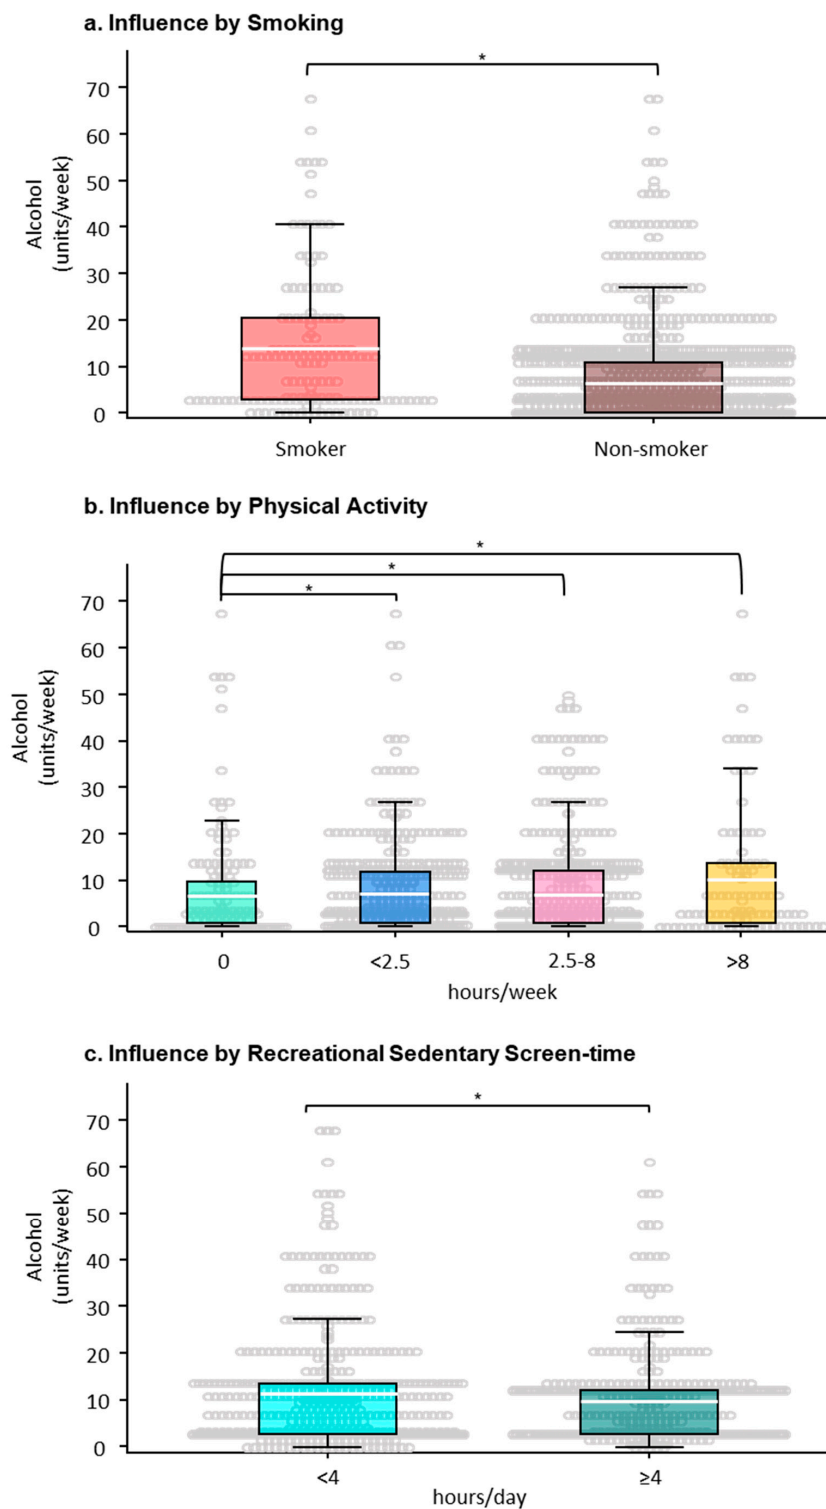 a. Influence by Smoking
*
Alcohol
(units/week)
70
60
50
40
30
20
10
0
Smoker
Non-smoker
b. Influence by Physical Activity
*
*
*
Alcohol
(units/week)
70
60
50
40
30
20
10
0
0
<2.5
2.5-8
>8
hours/week
c. Influence by Recreational Sedentary Screen-time
*
Alcohol
(units/week)
70
60
50
40
30
20
10
0
<4
≥4
hours/day